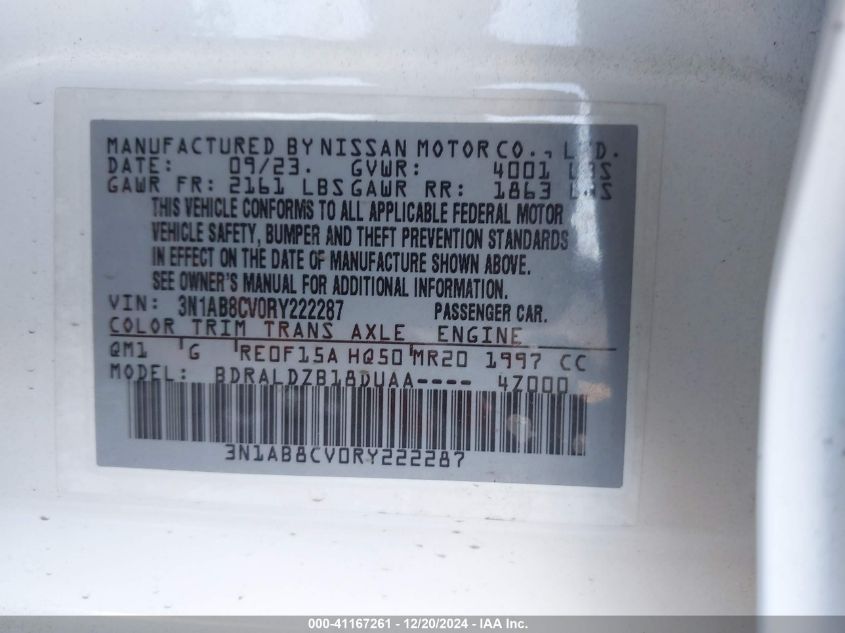 MANUFACTURED BY NISSAN MOTOR CO., LTD.
DATE: 09/23. GVWR: 4001 LBS
GAWR FR: 2161 LBS GAWR RR: 1863 LBS
THIS VEHICLE CONFORMS TO ALL APPLICABLE FEDERAL MOTOR
VEHICLE SAFETY, BUMPER AND THEFT PREVENTION STANDARDS
IN EFFECT ON THE DATE OF MANUFACTURE SHOWN ABOVE.
SEE OWNER'S MANUAL FOR ADDITIONAL INFORMATION.
VIN: 3N1AB8CV0RY222287 PASSENGER CAR.
COLOR TRIM TRANS AXLE ENGINE
QM1 G RE0F15A HQ50 MR20 1997 CC
MODEL: BDRALDZB18DUAA---- 4Z000
3N1AB8CV0RY222287
000-41167261 - 12/20/2024 - IAA Inc.